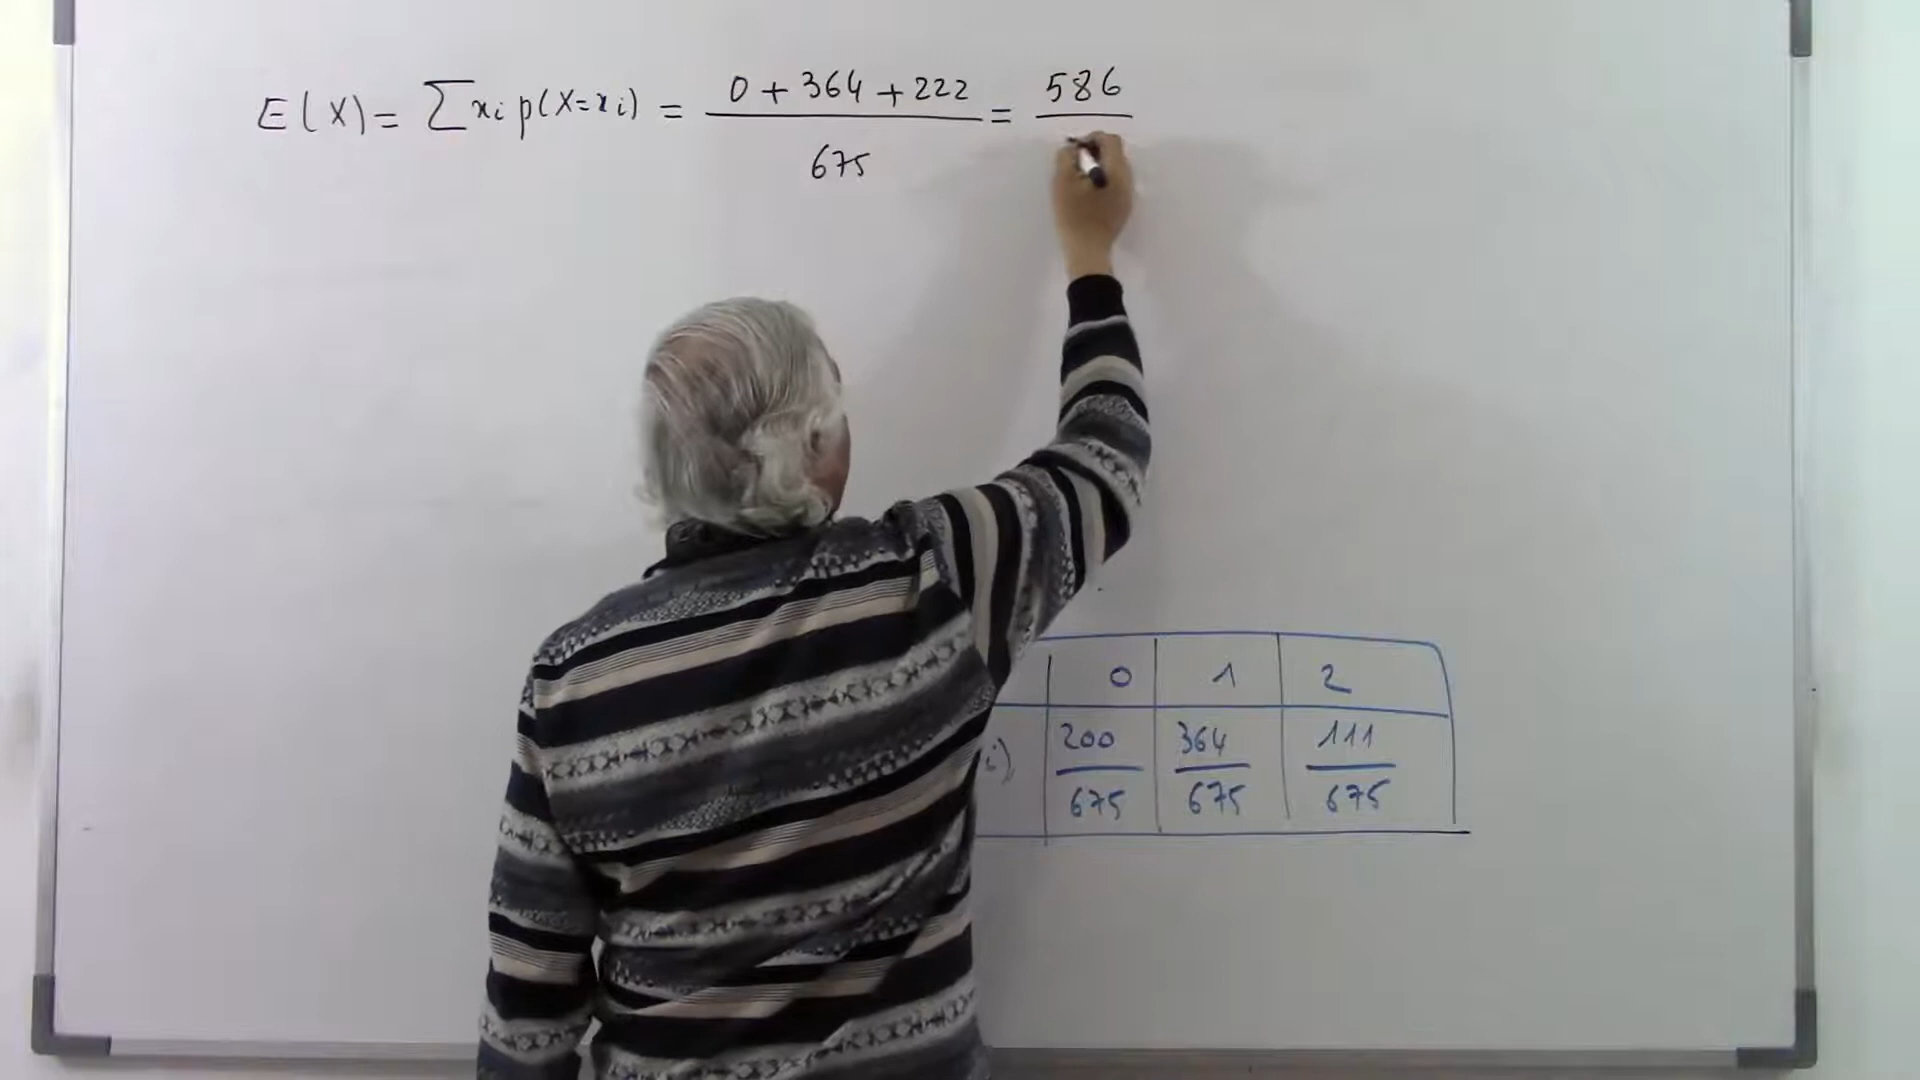 E(X) = ∑ xi p(X=xi) = (0 + 364 + 222)/675 = 586/
0 1 2
i) 200/675 364/675 111/675